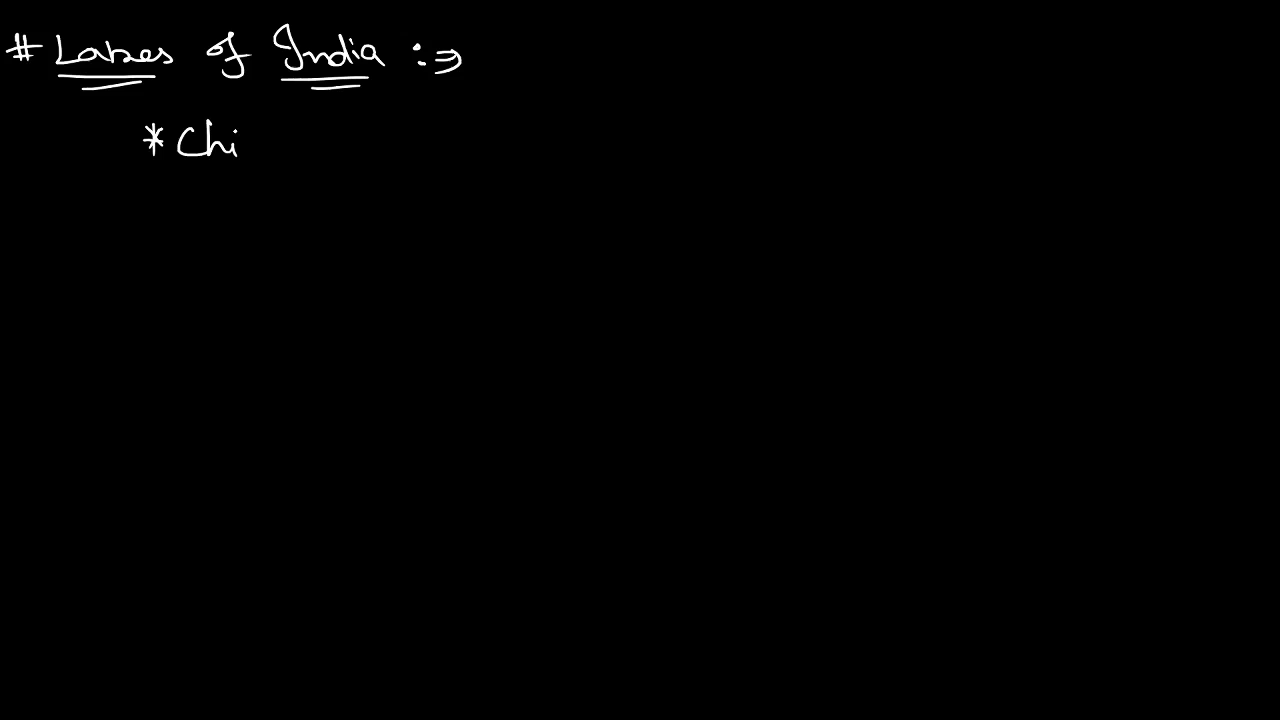 # Lakes of India :⇒
* Chi